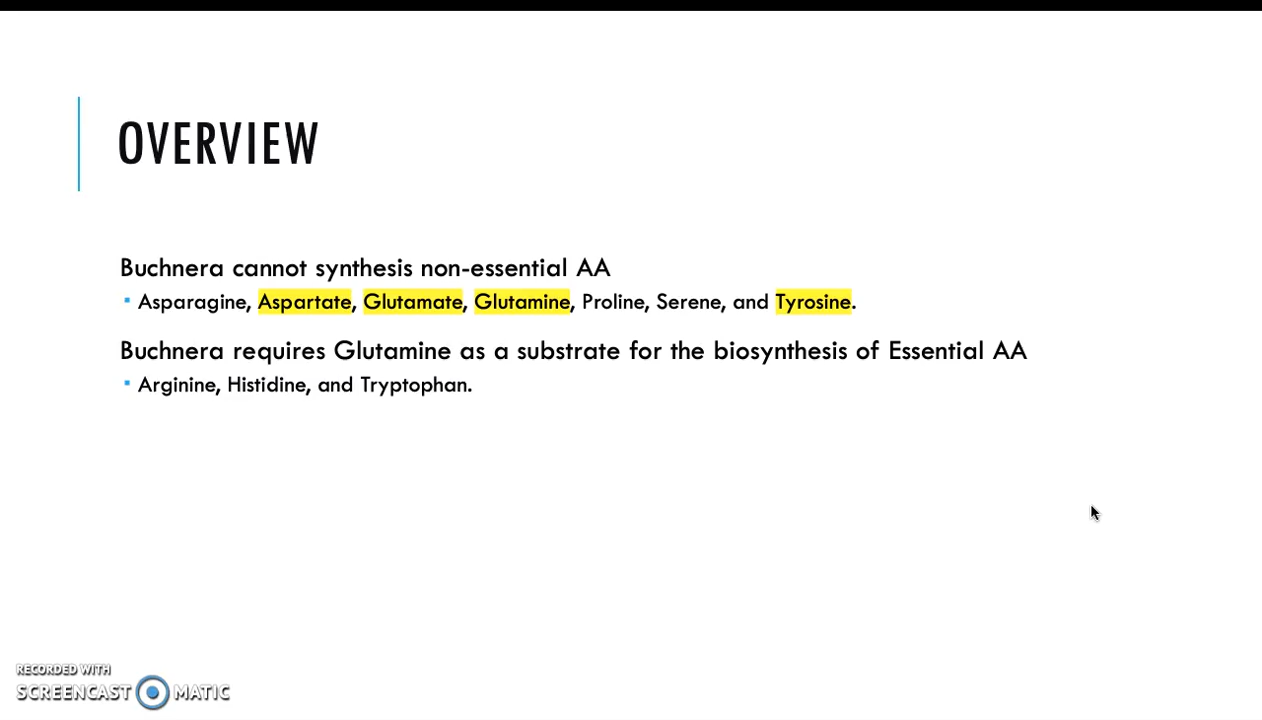 OVERVIEW
Buchnera cannot synthesis non-essential AA
▪ Asparagine, Aspartate, Glutamate, Glutamine, Proline, Serene, and Tyrosine.
Buchnera requires Glutamine as a substrate for the biosynthesis of Essential AA
▪ Arginine, Histidine, and Tryptophan.
RECORDED WITH
SCREENCAST MATIC